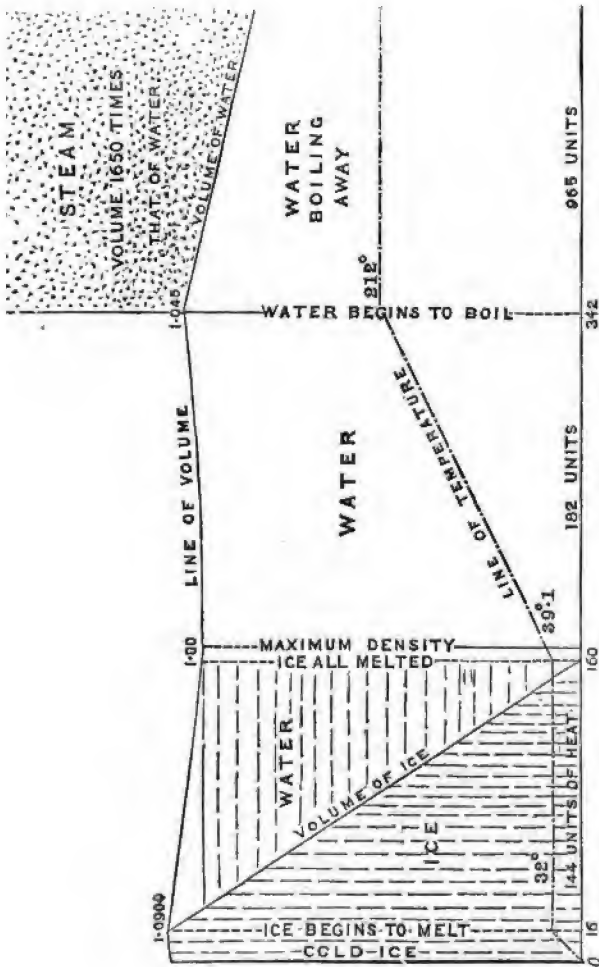 STEAM
VOLUME 1650 TIMES
THAT OF WATER
VOLUME OF WATER
WATER
BOILING
AWAY
965 UNITS
1·045
212°
WATER BEGINS TO BOIL
342
LINE OF VOLUME
WATER
LINE OF TEMPERATURE
182 UNITS
39°·1
1·00
MAXIMUM DENSITY
ICE ALL MELTED
160
WATER
VOLUME OF ICE
ICE
32°
144 UNITS OF HEAT
1·0900
ICE BEGINS TO MELT
16
COLD ICE
0